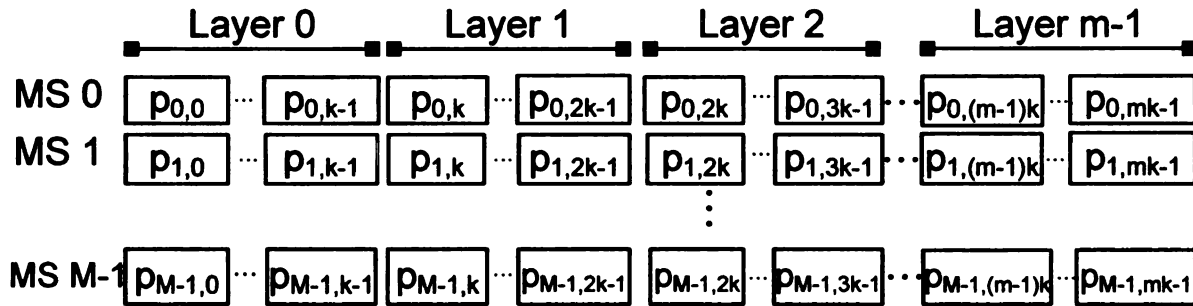 Layer 0 Layer 1 Layer 2 Layer m-1
MS 0 p0,0 ... p0,k-1 p0,k ... p0,2k-1 p0,2k ... p0,3k-1 ... p0,(m-1)k ... p0,mk-1
MS 1 p1,0 ... p1,k-1 p1,k ... p1,2k-1 p1,2k ... p1,3k-1 ... p1,(m-1)k ... p1,mk-1
⋮
MS M-1 pM-1,0 ... pM-1,k-1 pM-1,k ... pM-1,2k-1 pM-1,2k ... pM-1,3k-1 ... pM-1,(m-1)k ... pM-1,mk-1